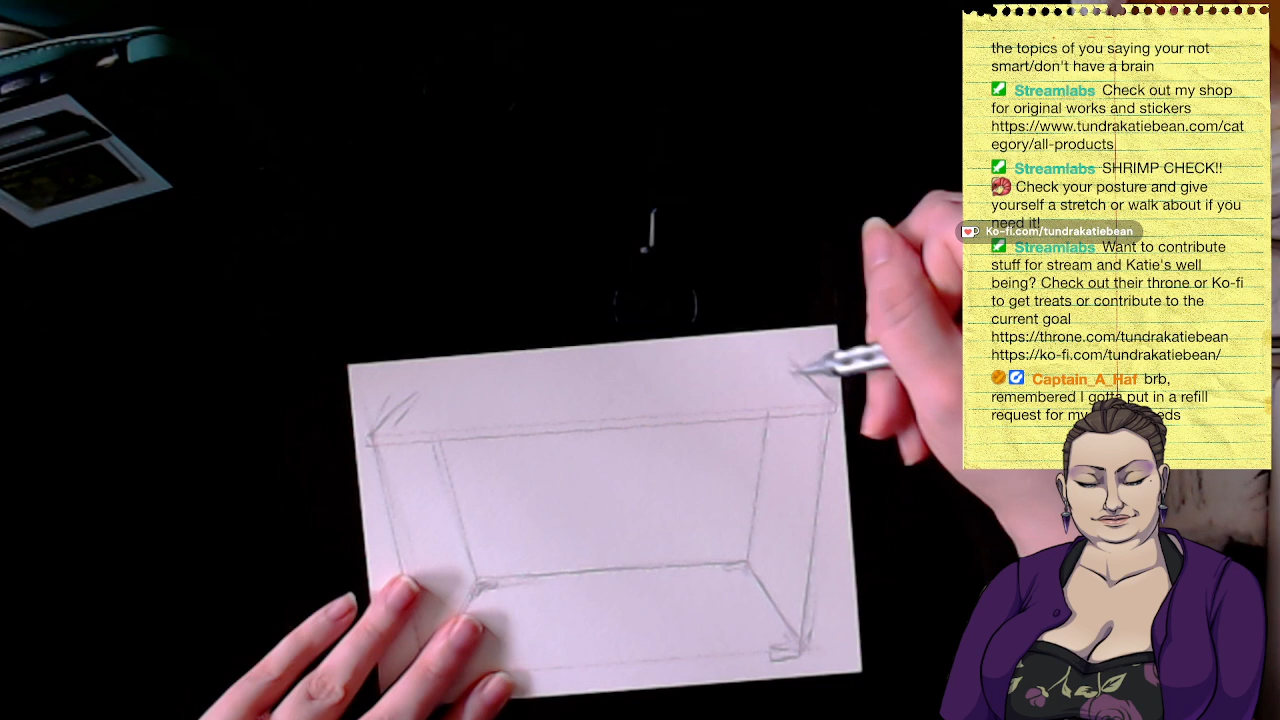 the topics of you saying your not
smart/don't have a brain
Streamlabs Check out my shop
for original works and stickers
https://www.tundrakatiebean.com/cat
egory/all-products
Streamlabs SHRIMP CHECK!!
Check your posture and give
yourself a stretch or walk about if you
need it!
Ko-fi.com/tundrakatiebean
Streamlabs Want to contribute
stuff for stream and Katie's well
being? Check out their throne or Ko-fi
to get treats or contribute to the
current goal
https://throne.com/tundrakatiebean
https://ko-fi.com/tundrakatiebean/
Captain_A_Haf brb,
remembered I gotta put in a refill
request for my